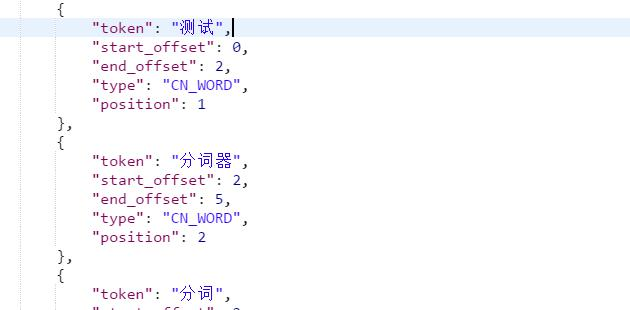 {
"token": "测试",
"start_offset": 0,
"end_offset": 2,
"type": "CN_WORD",
"position": 1
},
{
"token": "分词器",
"start_offset": 2,
"end_offset": 5,
"type": "CN_WORD",
"position": 2
},
{
"token": "分词",